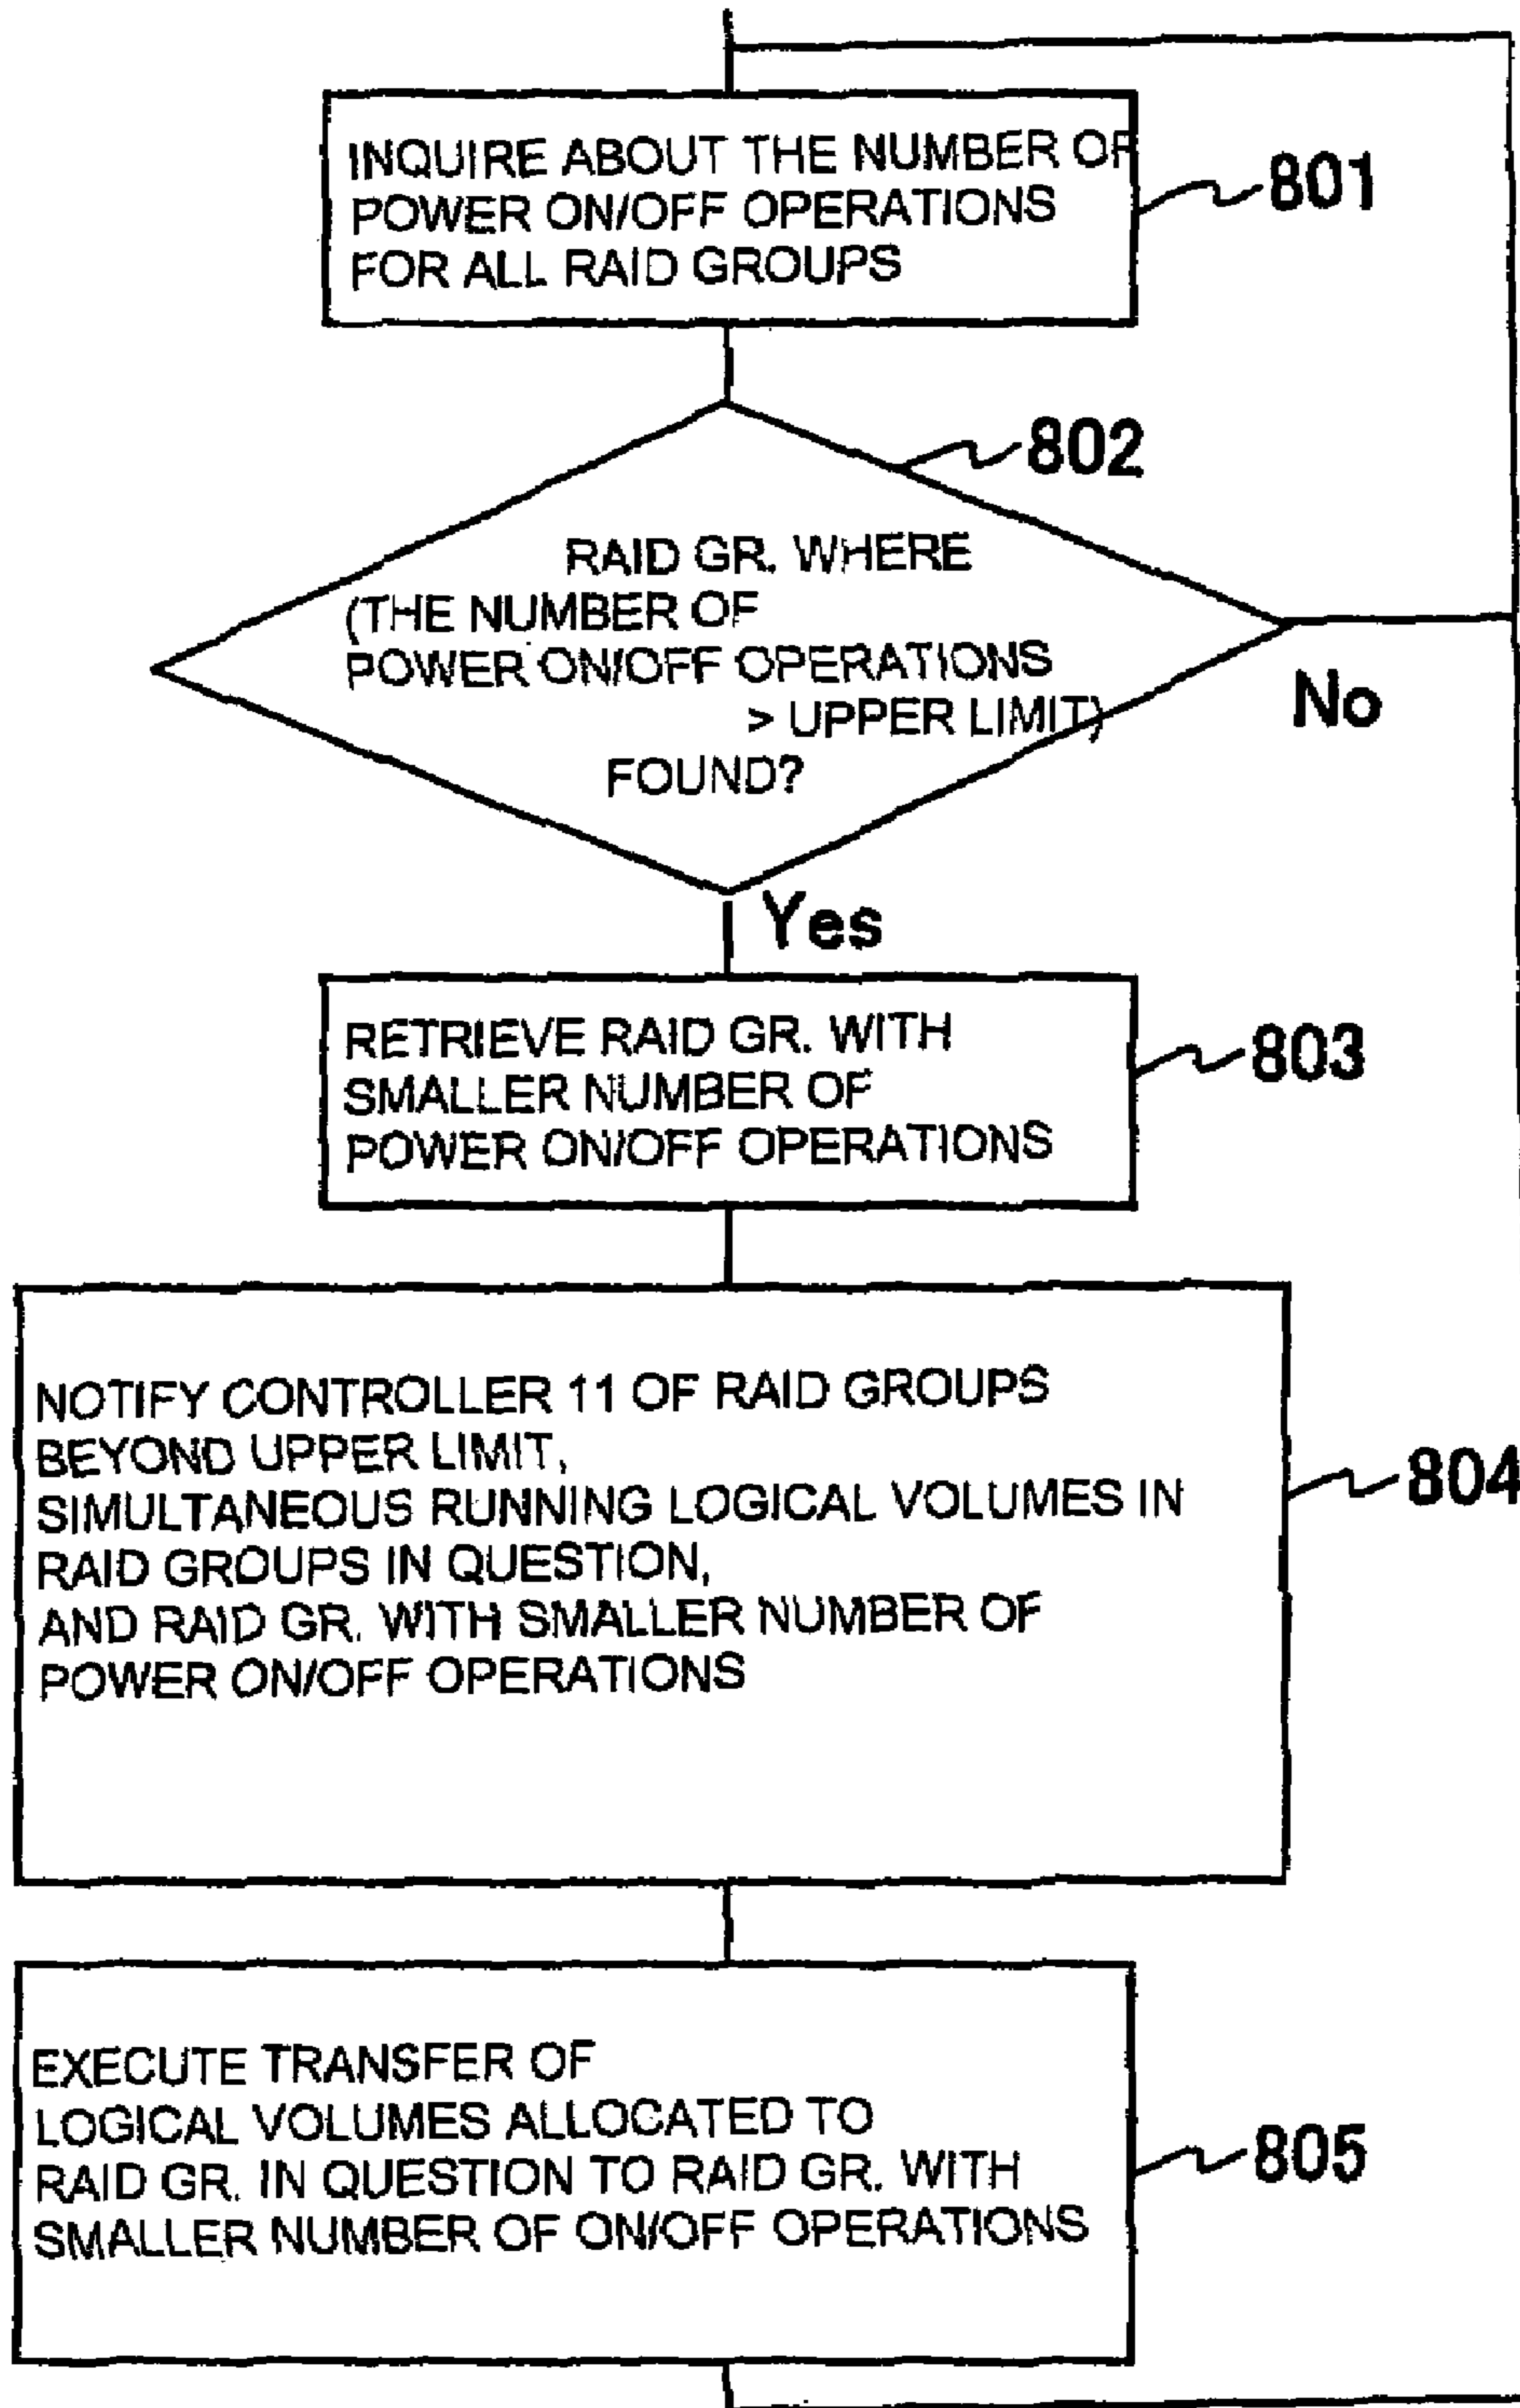 INQUIRE ABOUT THE NUMBER OF
POWER ON/OFF OPERATIONS
FOR ALL RAID GROUPS
801
802
RAID GR. WHERE
(THE NUMBER OF
POWER ON/OFF OPERATIONS
> UPPER LIMIT)
FOUND?
No
Yes
RETRIEVE RAID GR. WITH
SMALLER NUMBER OF
POWER ON/OFF OPERATIONS
803
NOTIFY CONTROLLER 11 OF RAID GROUPS
BEYOND UPPER LIMIT,
SIMULTANEOUS RUNNING LOGICAL VOLUMES IN
RAID GROUPS IN QUESTION,
AND RAID GR. WITH SMALLER NUMBER OF
POWER ON/OFF OPERATIONS
804
EXECUTE TRANSFER OF
LOGICAL VOLUMES ALLOCATED TO
RAID GR. IN QUESTION TO RAID GR. WITH
SMALLER NUMBER OF ON/OFF OPERATIONS
805